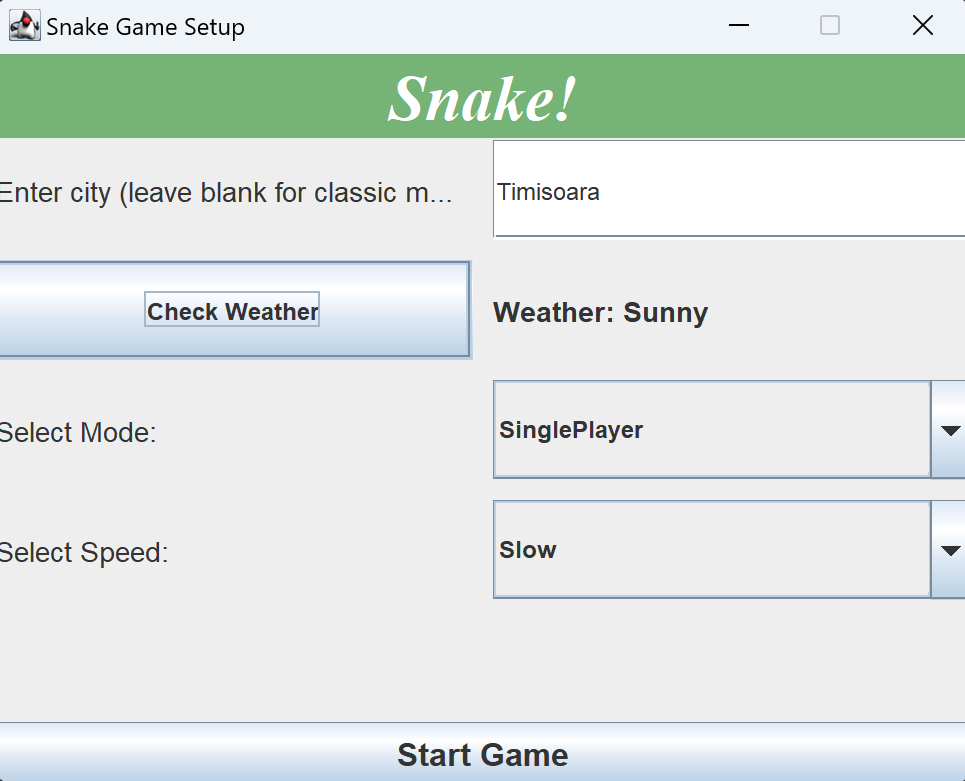 Snake Game Setup
Snake!
Enter city (leave blank for classic m...
Timisoara
Check Weather
Weather: Sunny
Select Mode:
SinglePlayer
Select Speed:
Slow
Start Game